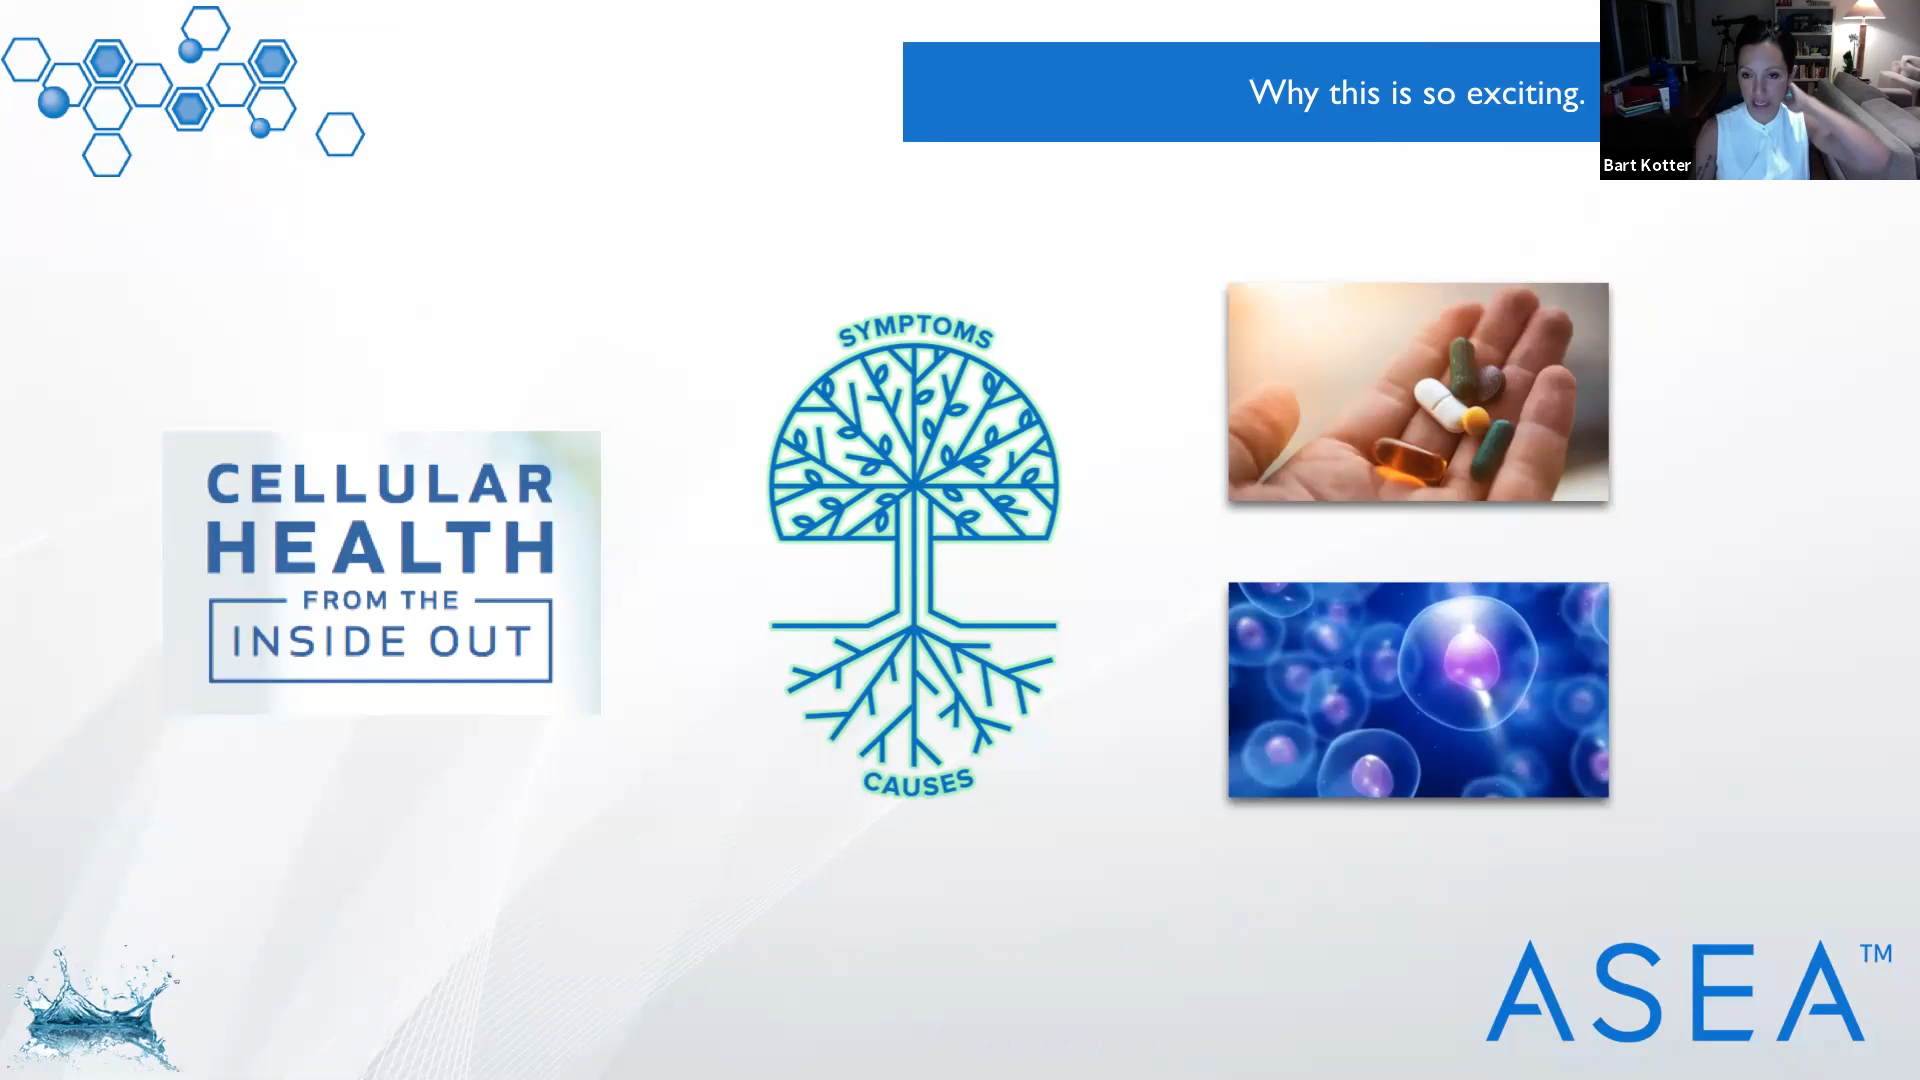 Why this is so exciting.
Bart Kotter
SYMPTOMS
CELLULAR
HEALTH
FROM THE
INSIDE OUT
CAUSES
ASEA™